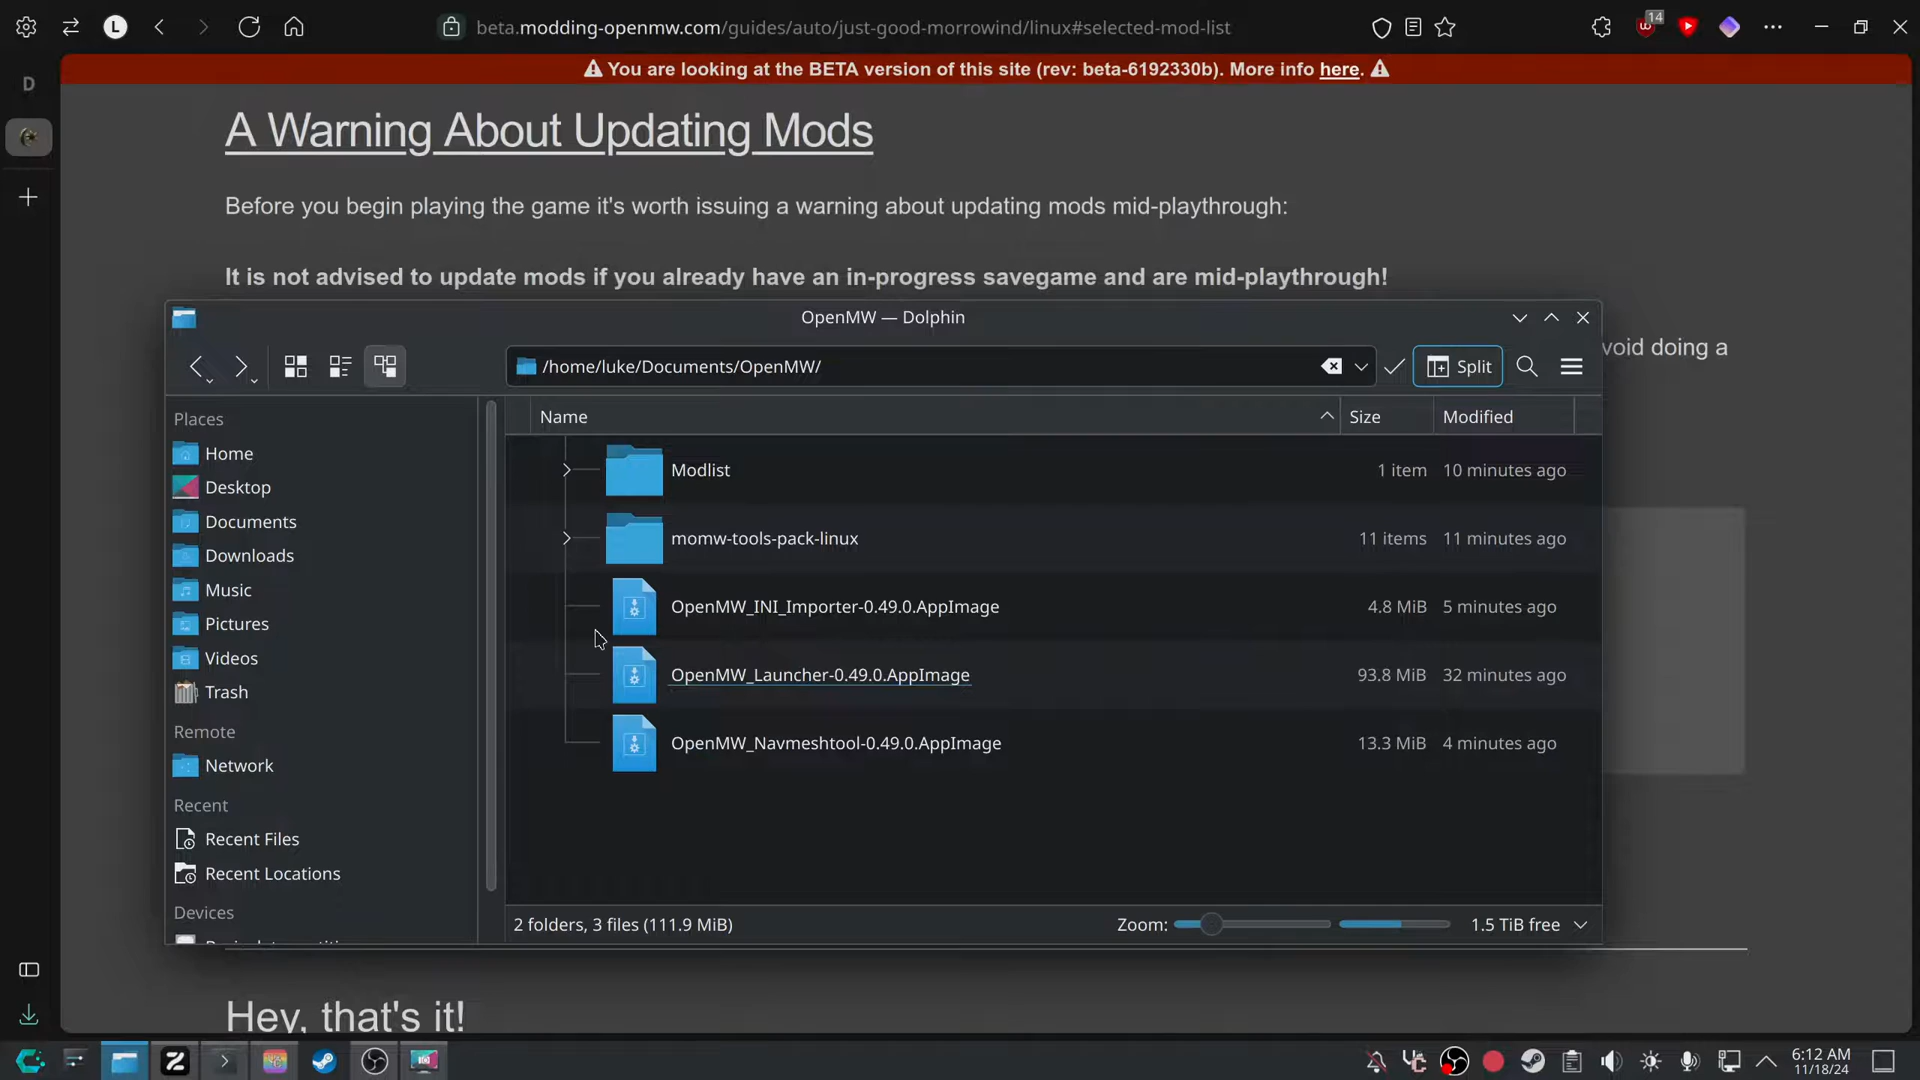 L
beta.modding-openmw.com/guides/auto/just-good-morrowind/linux#selected-mod-list
14
D
You are looking at the BETA version of this site (rev: beta-6192330b). More info here.
A Warning About Updating Mods
Before you begin playing the game it's worth issuing a warning about updating mods mid-playthrough:
It is not advised to update mods if you already have an in-progress savegame and are mid-playthrough!
void doing a
OpenMW — Dolphin
/home/luke/Documents/OpenMW/
Split
Places
Home
Desktop
Documents
Downloads
Music
Pictures
Videos
Trash
Remote
Network
Recent
Recent Files
Recent Locations
Devices
Name Size Modified
Modlist 1 item 10 minutes ago
momw-tools-pack-linux 11 items 11 minutes ago
OpenMW_INI_Importer-0.49.0.AppImage 4.8 MiB 5 minutes ago
OpenMW_Launcher-0.49.0.AppImage 93.8 MiB 32 minutes ago
OpenMW_Navmeshtool-0.49.0.AppImage 13.3 MiB 4 minutes ago
2 folders, 3 files (111.9 MiB) Zoom: 1.5 TiB free
Hey, that's it!
6:12 AM
11/18/24